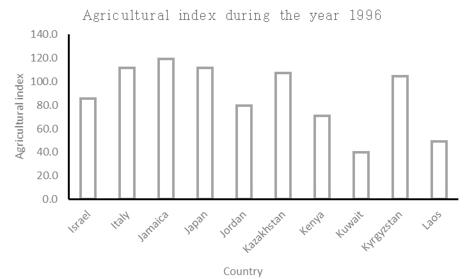 Agricultural index during the year 1996
Agricultural index
140.0
120.0
100.0
80.0
60.0
40.0
20.0
0.0
Israel
Italy
Jamaica
Japan
Jordan
Kazakhstan
Kenya
Kuwait
Kyrgyzstan
Laos
Country